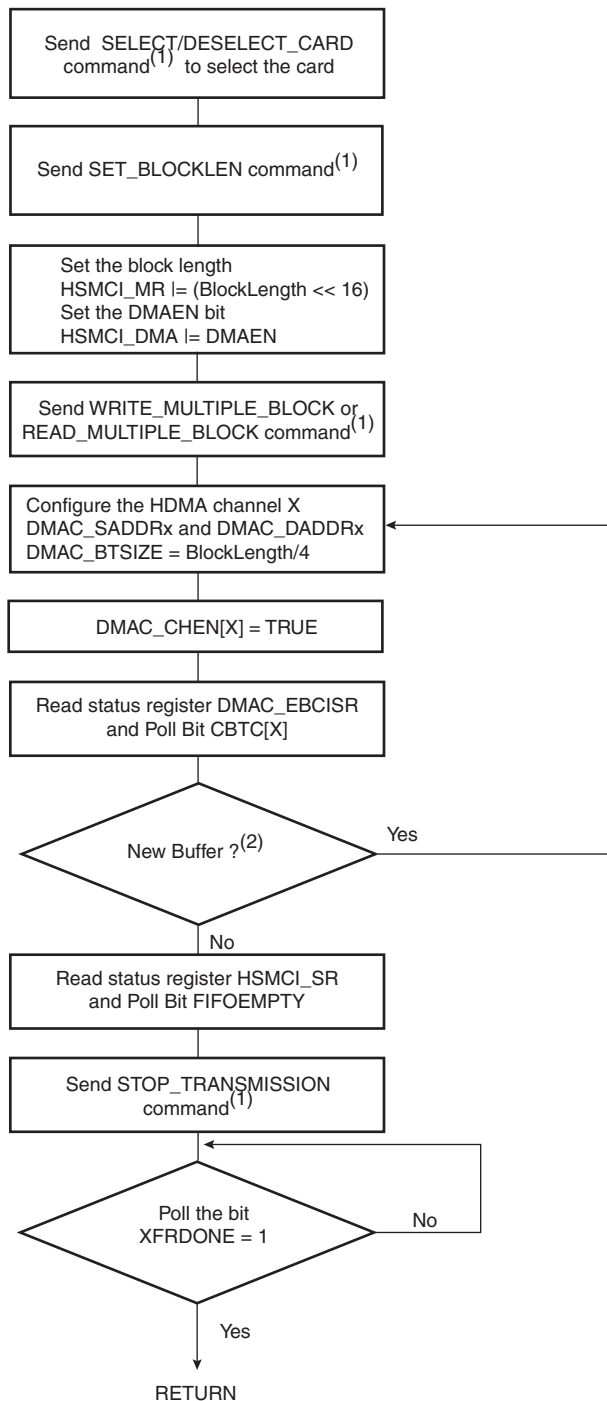 Send SELECT/DESELECT_CARD
command(1) to select the card
Send SET_BLOCKLEN command(1)
Set the block length
HSMCI_MR |= (BlockLength << 16)
Set the DMAEN bit
HSMCI_DMA |= DMAEN
Send WRITE_MULTIPLE_BLOCK or
READ_MULTIPLE_BLOCK command(1)
Configure the HDMA channel X
DMAC_SADDRx and DMAC_DADDRx
DMAC_BTSIZE = BlockLength/4
DMAC_CHEN[X] = TRUE
Read status register DMAC_EBCISR
and Poll Bit CBTC[X]
New Buffer ?(2)
Yes
No
Read status register HSMCI_SR
and Poll Bit FIFOEMPTY
Send STOP_TRANSMISSION
command(1)
Poll the bit
XFRDONE = 1
No
Yes
RETURN